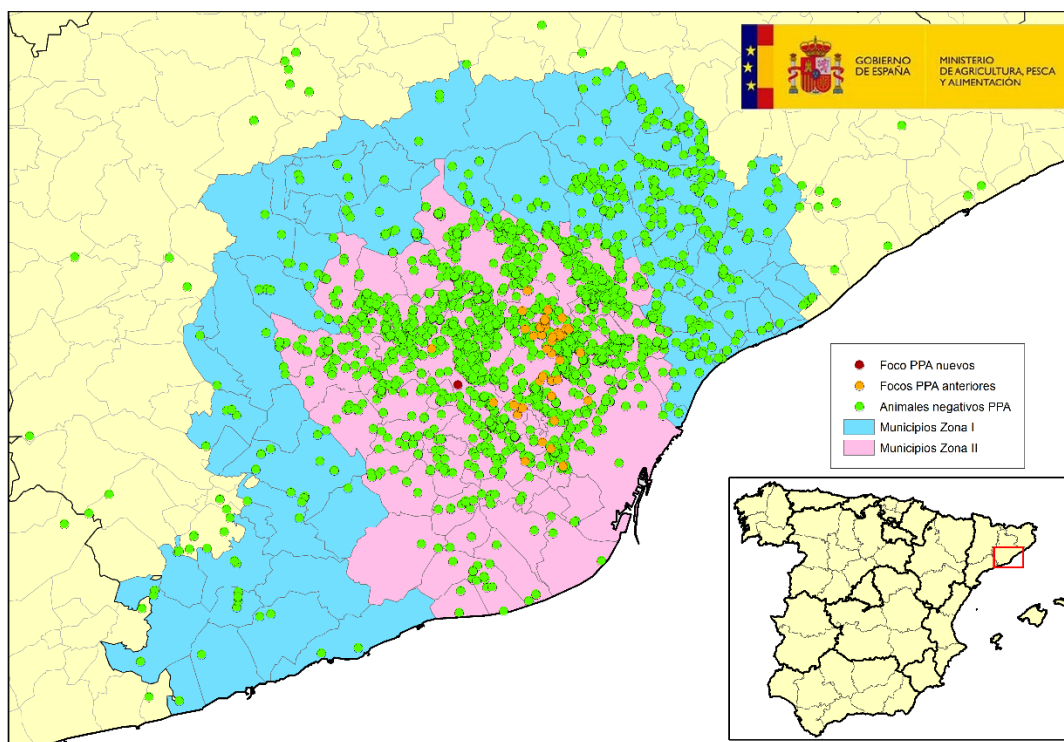 GOBIERNO
DE ESPAÑA
MINISTERIO
DE AGRICULTURA, PESCA
Y ALIMENTACIÓN
Foco PPA nuevos
Focos PPA anteriores
Animales negativos PPA
Municipios Zona I
Municipios Zona II